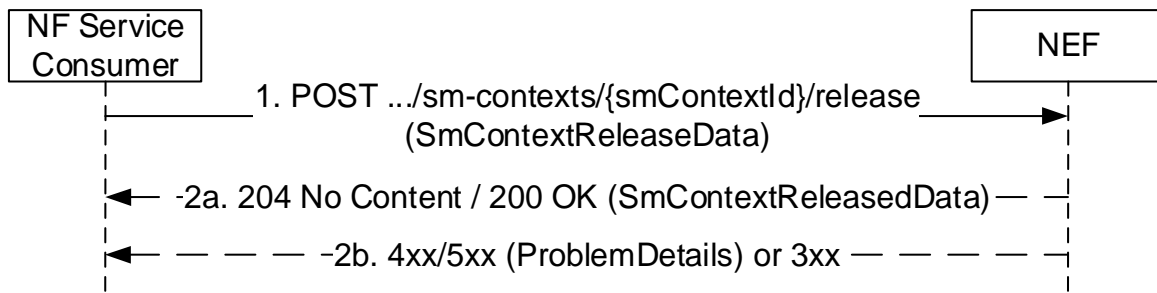 NF Service
Consumer
NEF
1. POST .../sm-contexts/{smContextId}/release
(SmContextReleaseData)
2a. 204 No Content / 200 OK (SmContextReleasedData)
2b. 4xx/5xx (ProblemDetails) or 3xx